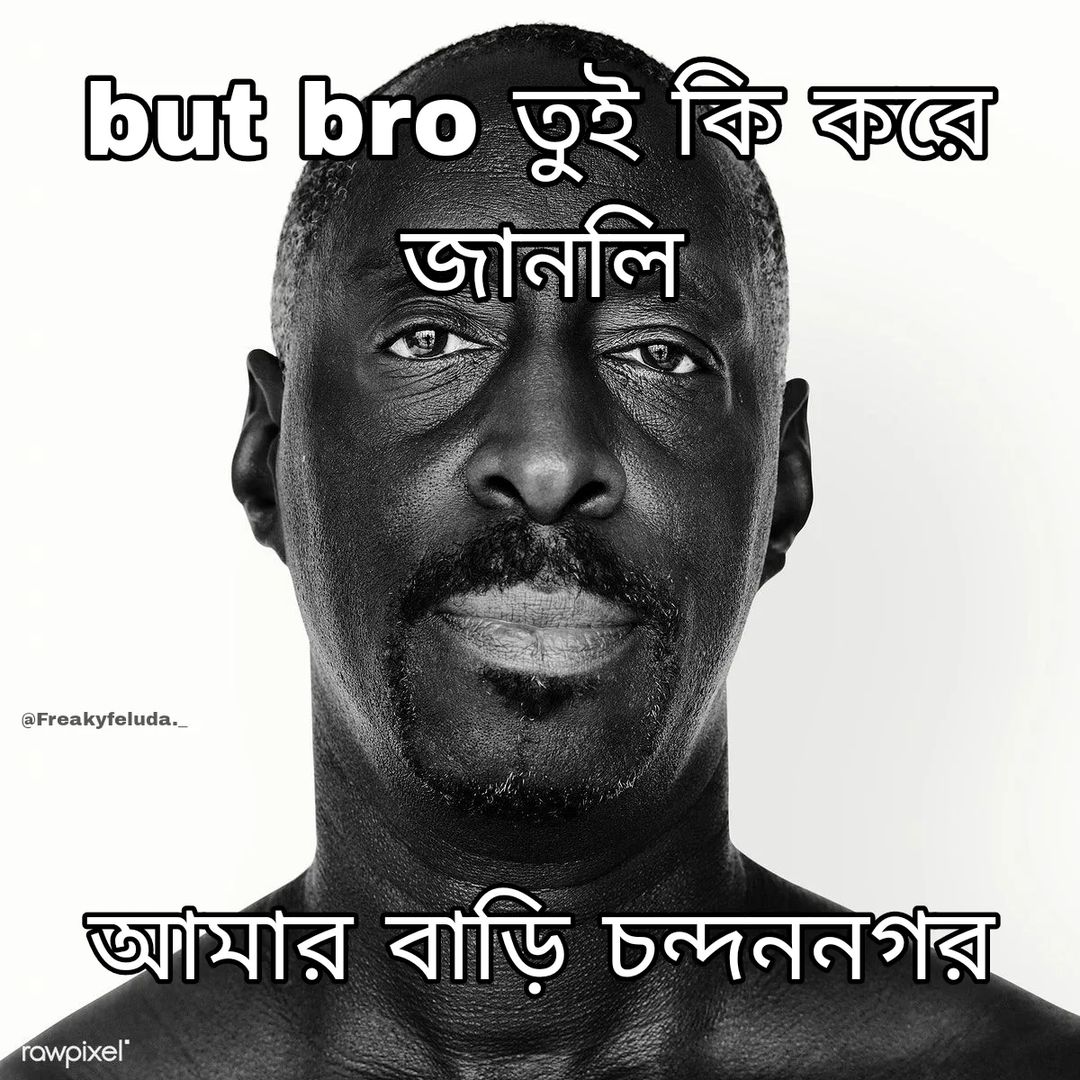 but bro তুই কি করে
জানলি
@Freakyfeluda._
আমার বাড়ি চন্দননগর
rawpixel